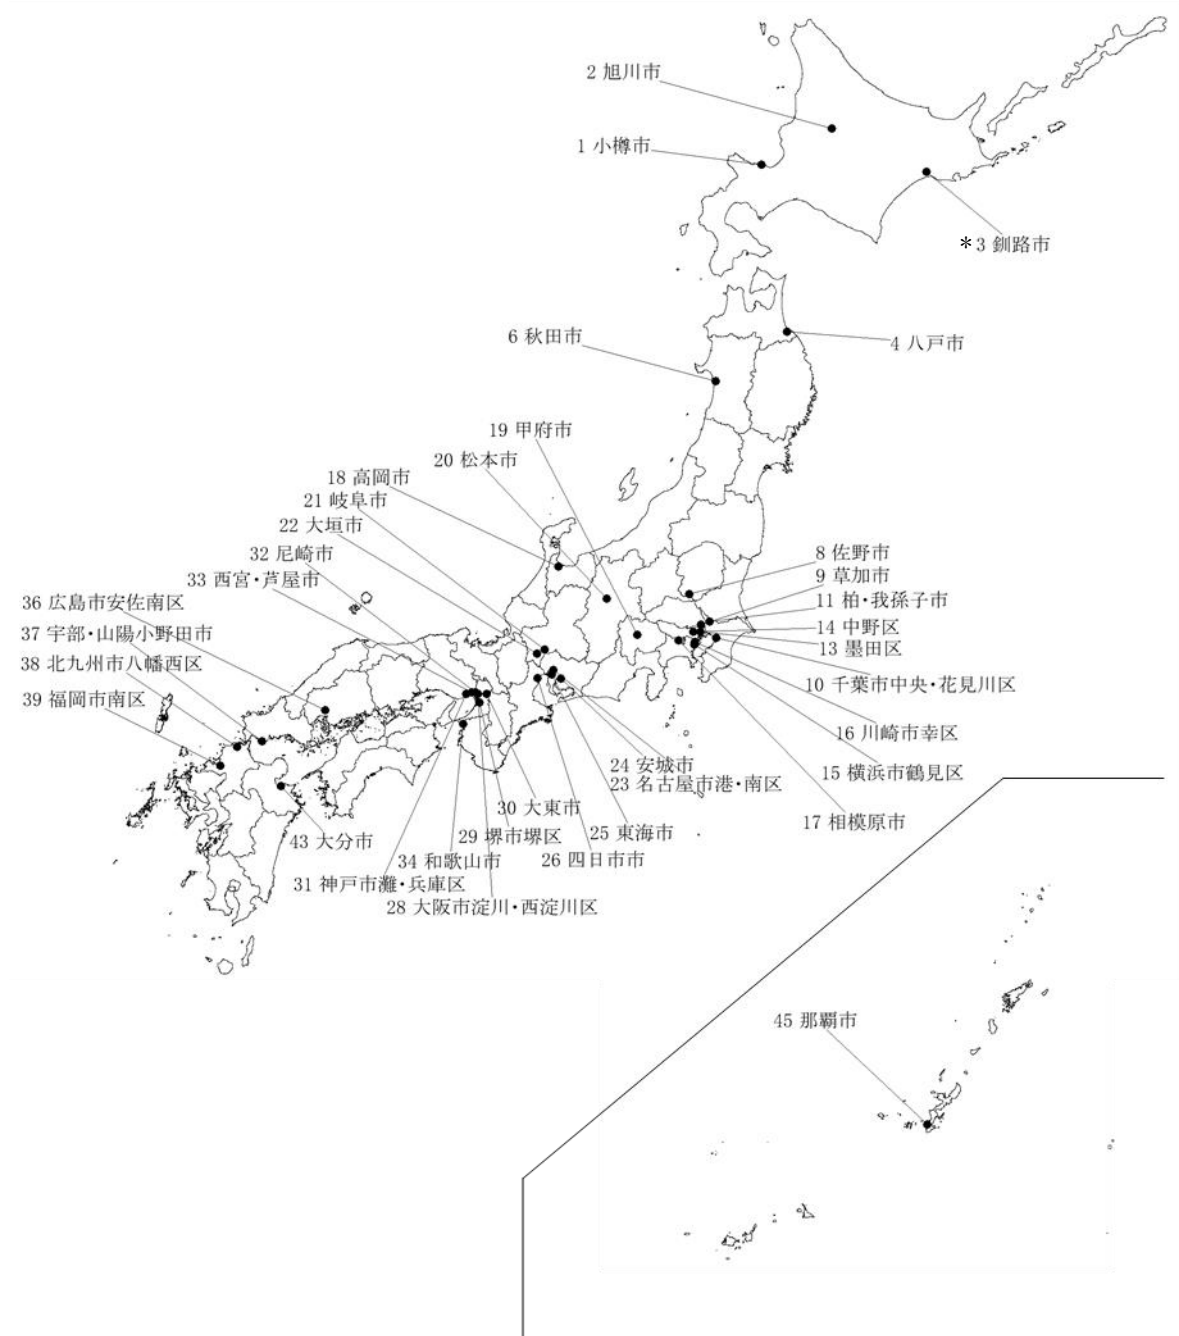 2 旭川市
1 小樽市
＊3 釧路市
6 秋田市
4 八戸市
19 甲府市
20 松本市
18 高岡市
21 岐阜市
22 大垣市
32 尼崎市
33 西宮・芦屋市
36 広島市安佐南区
37 宇部・山陽小野田市
38 北九州市八幡西区
39 福岡市南区
8 佐野市
9 草加市
11 柏・我孫子市
14 中野区
13 墨田区
10 千葉市中央・花見川区
16 川崎市幸区
15 横浜市鶴見区
17 相模原市
24 安城市
23 名古屋市港・南区
30 大東市
25 東海市
29 堺市堺区
26 四日市市
43 大分市
34 和歌山市
31 神戸市灘・兵庫区
28 大阪市淀川・西淀川区
45 那覇市